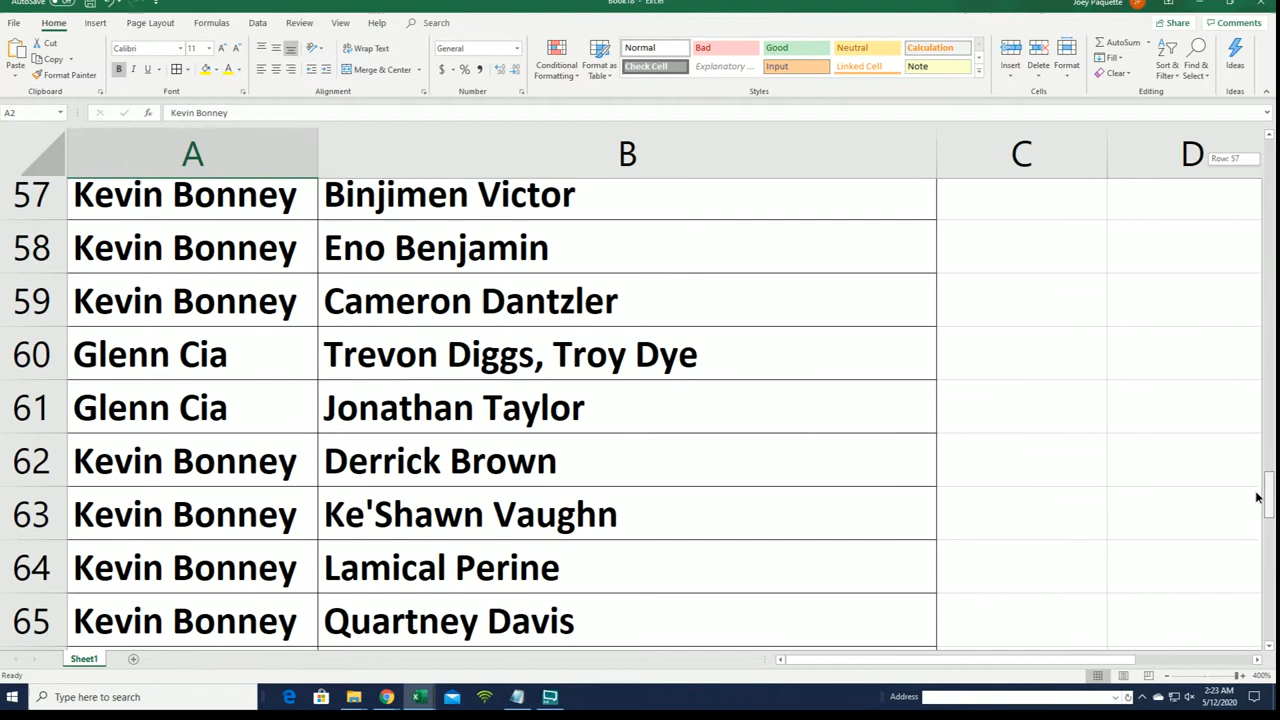 AutoSave Off Book18 - Excel Joey Paquette JP
File Home Insert Page Layout Formulas Data Review View Help Search Share Comments
Paste Cut Copy Format Painter Clipboard
Calibri 11 B I U A Font
Wrap Text Merge & Center Alignment
General $ % Number
Conditional Formatting Format as Table
Normal Bad Good Neutral Calculation
Check Cell Explanatory ... Input Linked Cell Note
Styles
Insert Delete Format Cells
AutoSum Fill Clear Sort & Filter Find & Select Editing
Ideas Ideas
A2 fx Kevin Bonney
A B C D Row: 57
57 Kevin Bonney Binjimen Victor
58 Kevin Bonney Eno Benjamin
59 Kevin Bonney Cameron Dantzler
60 Glenn Cia Trevon Diggs, Troy Dye
61 Glenn Cia Jonathan Taylor
62 Kevin Bonney Derrick Brown
63 Kevin Bonney Ke'Shawn Vaughn
64 Kevin Bonney Lamical Perine
65 Kevin Bonney Quartney Davis
Sheet1
Ready 400%
Type here to search Address 2:23 AM
5/12/2020